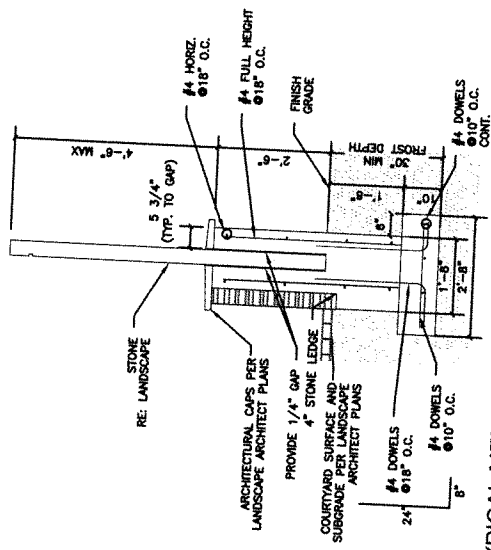 STONE
RE: LANDSCAPE
ARCHITECTURAL CAPS PER
LANDSCAPE ARCHITECT PLANS
PROVIDE 1/4" GAP
4" STONE LEDGE
COURTYARD SURFACE AND
SUBGRADE PER LANDSCAPE
ARCHITECT PLANS
#4 DOWELS
@18" O.C.
24"
8"
#4 DOWELS
@10" O.C.
4'-6" MAX
5 3/4"
(TYP. TO GAP)
#4 HORIZ.
@18" O.C.
#4 FULL HEIGHT
@18" O.C.
2'-6"
FINISH
GRADE
30" MIN
FROST DEPTH
1'-8"
10"
6"
1'-8"
2'-8"
#4 DOWELS
@10" O.C.
CONT.